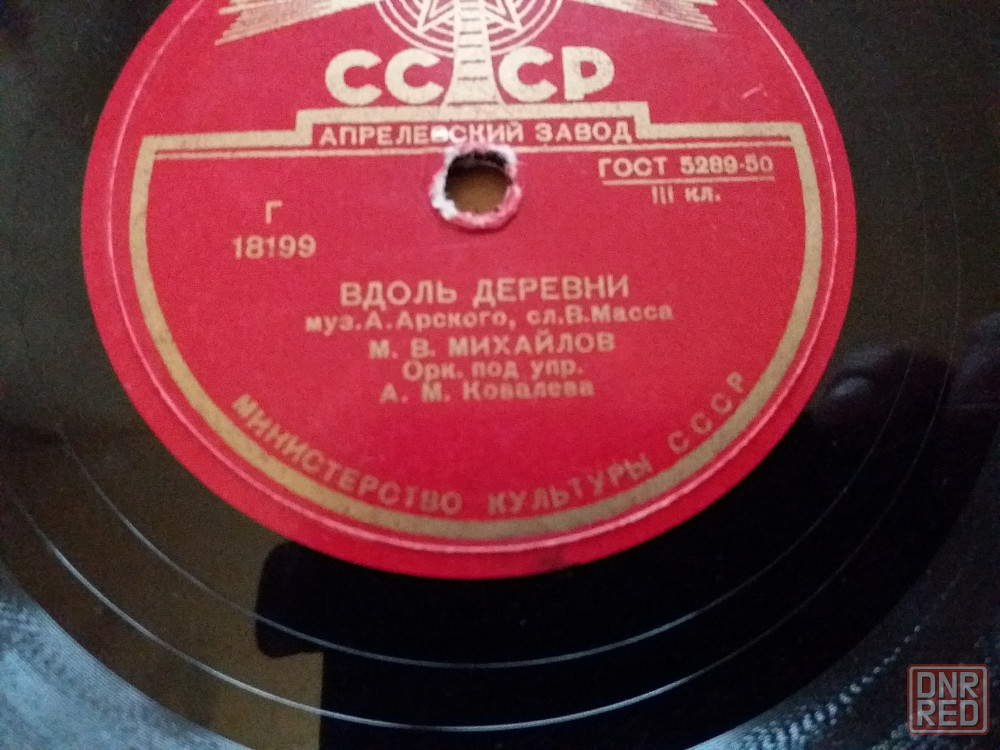 СССР
АПРЕЛЕВСКИЙ ЗАВОД
ГОСТ 5289-50
III кл.
Г
18199
ВДОЛЬ ДЕРЕВНИ
муз.А.Арского, сл.В.Масса
М. В. МИХАЙЛОВ
Орк. под упр.
А. М. Ковалева
МИНИСТЕРСТВО КУЛЬТУРЫ СССР
DNR
RED